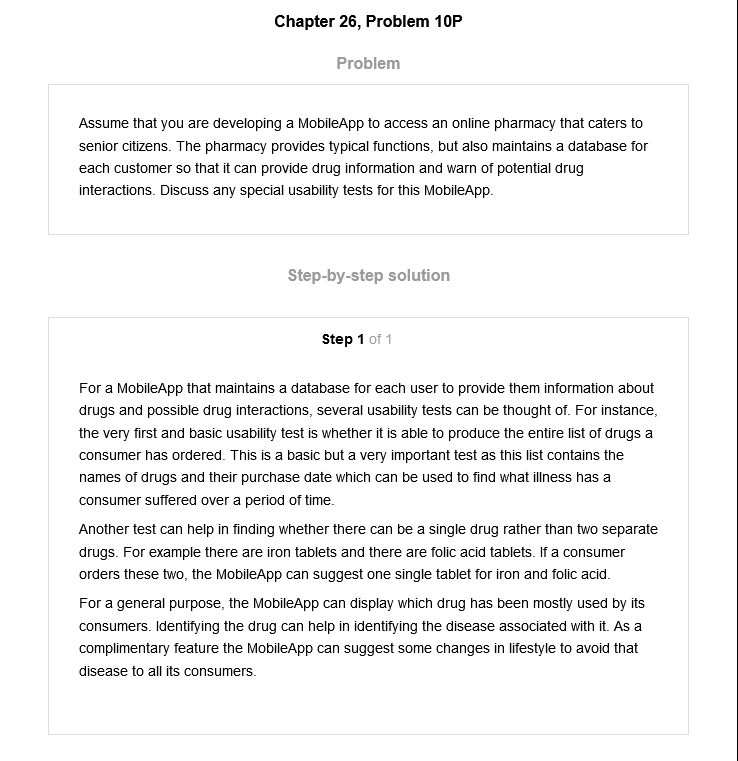 Chapter 26, Problem 10P
Problem
Assume that you are developing a MobileApp to access an online pharmacy that caters to
senior citizens. The pharmacy provides typical functions, but also maintains a database for
each customer so that it can provide drug information and warn of potential drug
interactions. Discuss any special usability tests for this MobileApp.
Step-by-step solution
Step 1 of 1
For a MobileApp that maintains a database for each user to provide them information about
drugs and possible drug interactions, several usability tests can be thought of. For instance,
the very first and basic usability test is whether it is able to produce the entire list of drugs a
consumer has ordered. This is a basic but a very important test as this list contains the
names of drugs and their purchase date which can be used to find what illness has a
consumer suffered over a period of time.
Another test can help in finding whether there can be a single drug rather than two separate
drugs. For example there are iron tablets and there are folic acid tablets. If a consumer
orders these two, the MobileApp can suggest one single tablet for iron and folic acid.
For a general purpose, the MobileApp can display which drug has been mostly used by its
consumers. Identifying the drug can help in identifying the disease associated with it. As a
complimentary feature the MobileApp can suggest some changes in lifestyle to avoid that
disease to all its consumers.